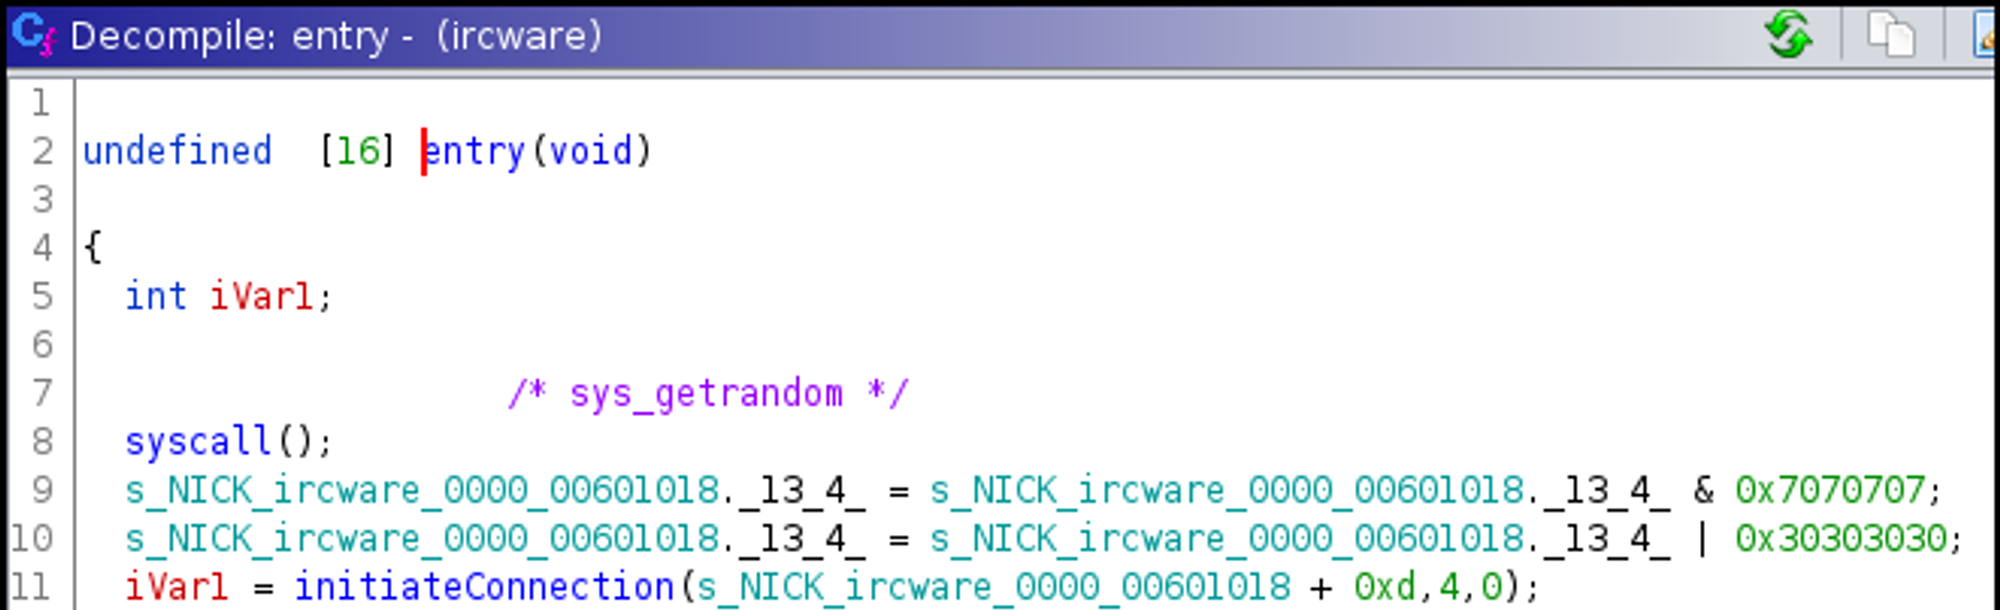 Decompile: entry - (ircware)
1
2 undefined [16] entry(void)
3
4 {
5 int iVar1;
6
7 /* sys_getrandom */
8 syscall();
9 s_NICK_ircware_0000_00601018._13_4_ = s_NICK_ircware_0000_00601018._13_4_ & 0x7070707;
10 s_NICK_ircware_0000_00601018._13_4_ = s_NICK_ircware_0000_00601018._13_4_ | 0x30303030;
11 iVar1 = initiateConnection(s_NICK_ircware_0000_00601018 + 0xd,4,0);